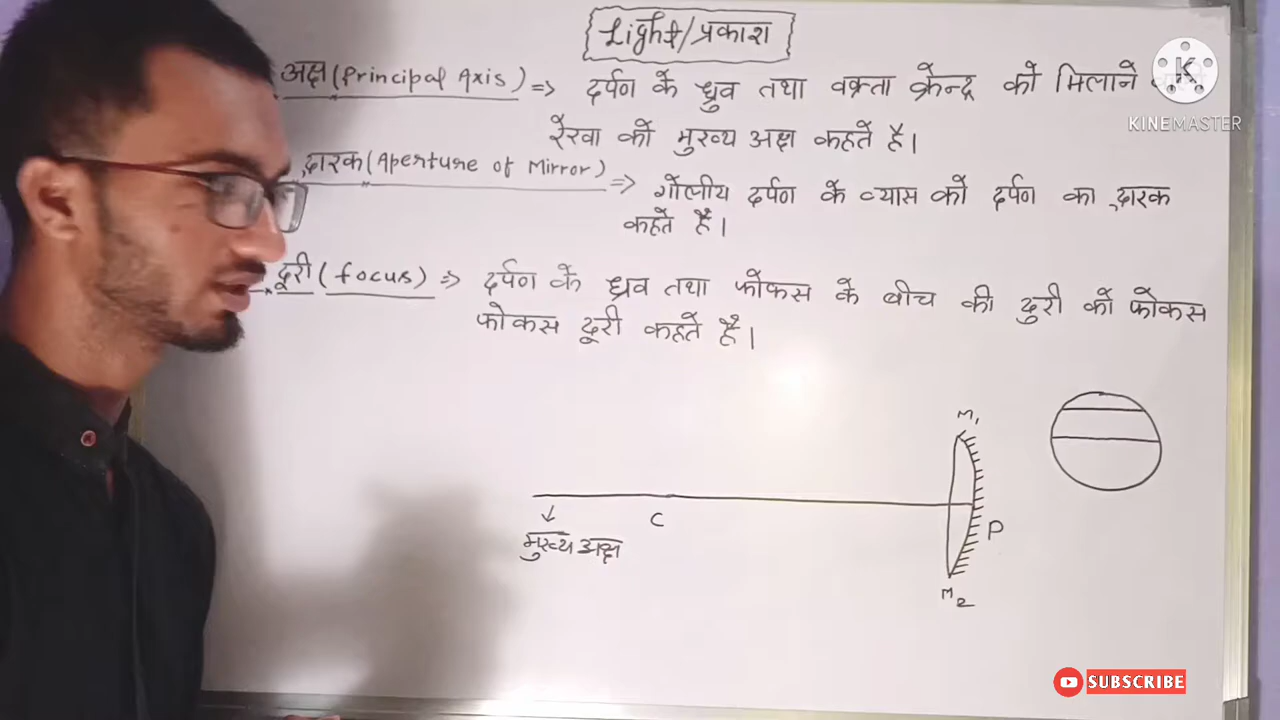 Light/प्रकाश
अक्ष (Principal Axis) => दर्पण के ध्रुव तथा वक्रता केन्द्र को मिलाने
रेखा को मुख्य अक्ष कहते है।
द्वारक (Aperture of Mirror) => गोलीय दर्पण के व्यास को दर्पण का द्वारक
कहते है।
दूरी (focus) => दर्पण के ध्रव तथा फोकस के बीच की दुरी को फोकस
फोकस दूरी कहते है।
K
KINEMASTER
M1
C
P
मुख्य अक्ष
M2
SUBSCRIBE